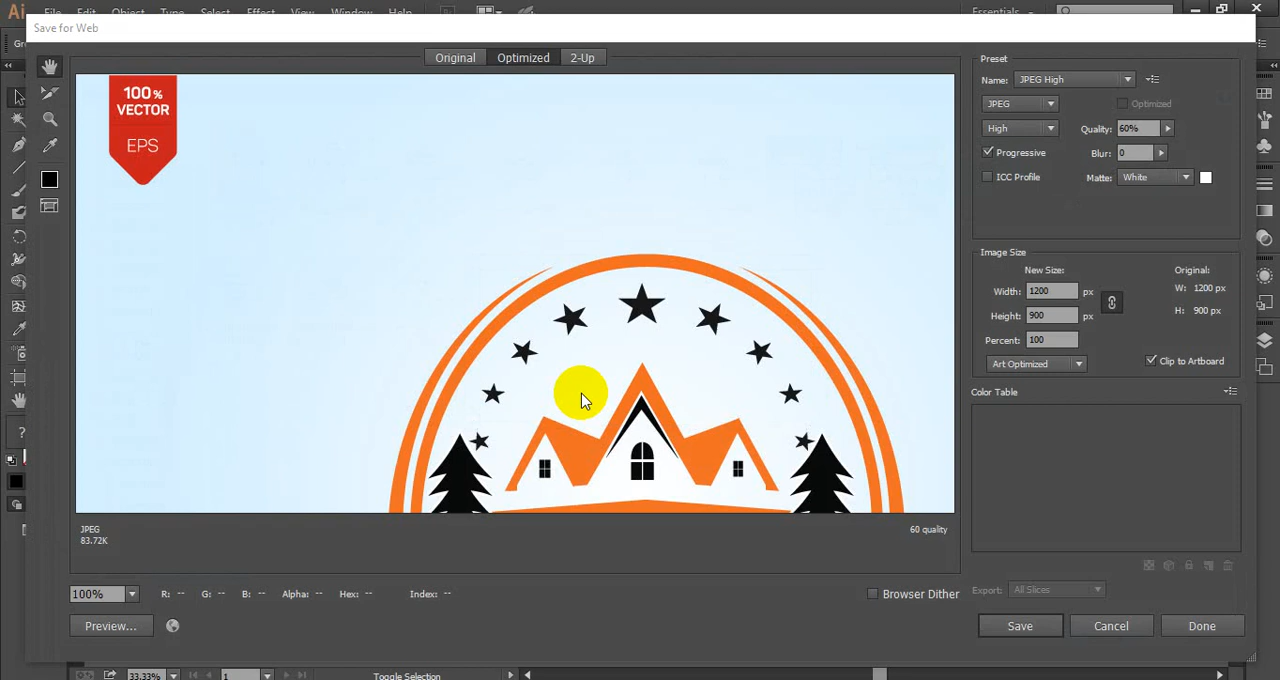 Ai File Edit Object Type Select Effect View Window Help Essentials
Save for Web
Original Optimized 2-Up
100%
VECTOR
EPS
JPEG
83.72K
60 quality
100% R: -- G: -- B: -- Alpha: -- Hex: -- Index: -- Browser Dither
Preview...
Preset
Name: JPEG High
JPEG Optimized
High Quality: 60%
Progressive Blur: 0
ICC Profile Matte: White
Image Size
New Size: Original:
Width: 1200 px W: 1200 px
Height: 900 px H: 900 px
Percent: 100
Art Optimized Clip to Artboard
Color Table
Export: All Slices
Save Cancel Done
33.33% 1 Toggle Selection